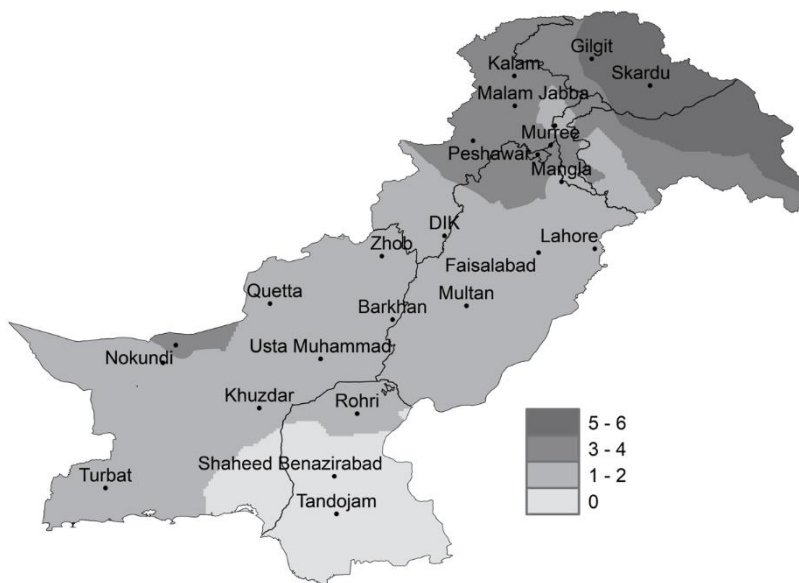 Gilgit
Kalam
Skardu
Malam Jabba
Murree
Peshawar
Mangla
DIK
Zhob
Lahore
Faisalabad
Quetta
Multan
Barkhan
Nokundi
Usta Muhammad
Khuzdar
Rohri
Shaheed Benazirabad
Turbat
Tandojam
5 - 6
3 - 4
1 - 2
0